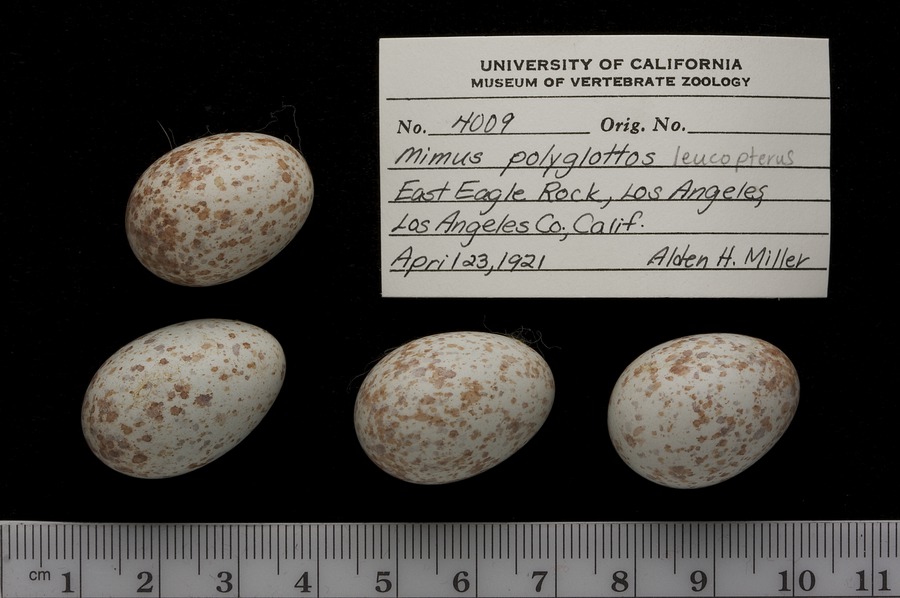 UNIVERSITY OF CALIFORNIA
MUSEUM OF VERTEBRATE ZOOLOGY
No. 4009 Orig. No.
Mimus polyglottos leucopterus
East Eagle Rock, Los Angeles,
Los Angeles Co., Calif.
April 23, 1921 Alden H. Miller
cm 1 2 3 4 5 6 7 8 9 10 11